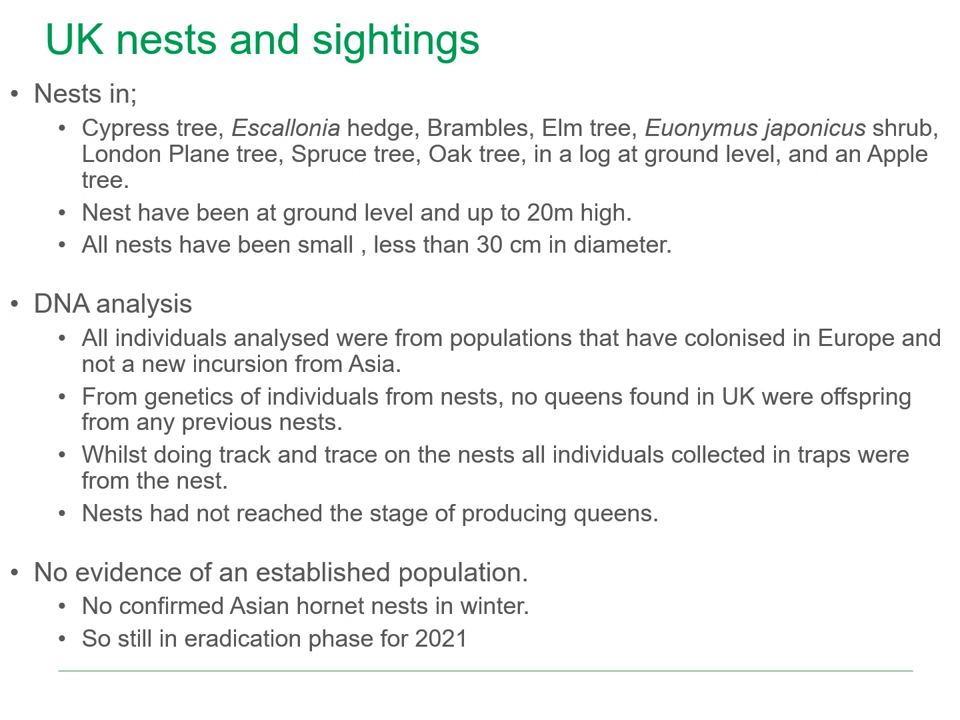 UK nests and sightings
• Nests in;
• Cypress tree, Escallonia hedge, Brambles, Elm tree, Euonymus japonicus shrub,
London Plane tree, Spruce tree, Oak tree, in a log at ground level, and an Apple
tree.
• Nest have been at ground level and up to 20m high.
• All nests have been small , less than 30 cm in diameter.
• DNA analysis
• All individuals analysed were from populations that have colonised in Europe and
not a new incursion from Asia.
• From genetics of individuals from nests, no queens found in UK were offspring
from any previous nests.
• Whilst doing track and trace on the nests all individuals collected in traps were
from the nest.
• Nests had not reached the stage of producing queens.
• No evidence of an established population.
• No confirmed Asian hornet nests in winter.
• So still in eradication phase for 2021